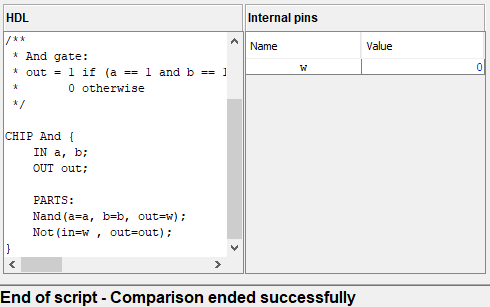 HDL
/**
 * And gate:
 * out = 1 if (a == 1 and b == 1
 *       0 otherwise
 */
CHIP And {
    IN a, b;
    OUT out;
    PARTS:
    Nand(a=a, b=b, out=w);
    Not(in=w , out=out);
}
Internal pins
Name Value
w 0
End of script - Comparison ended successfully